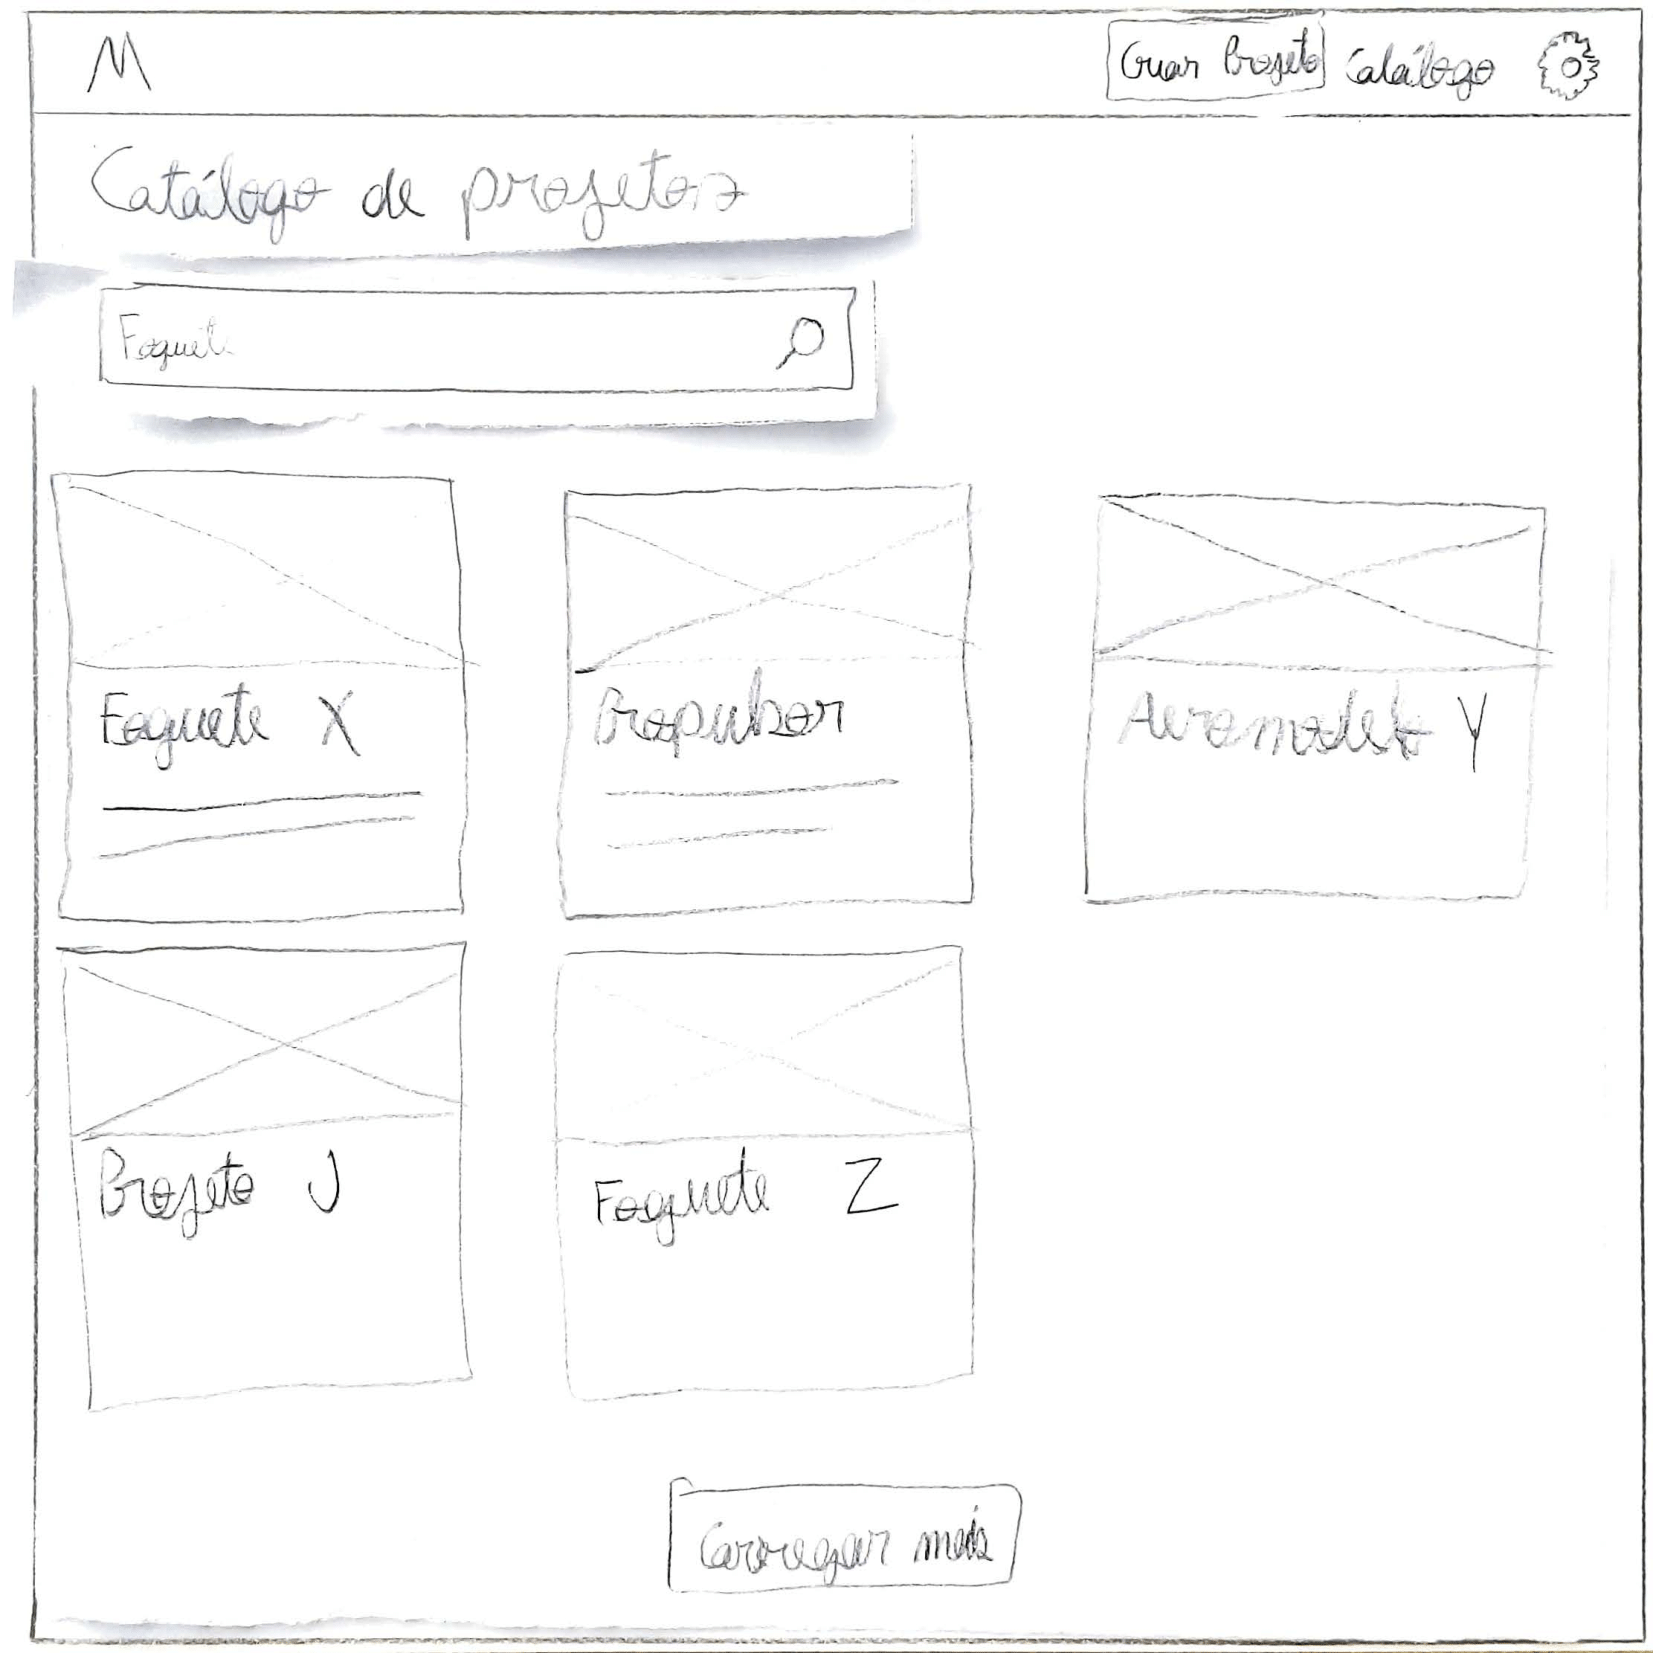 M
Criar Projeto Catálogo
Catálogo de projetos
Foguete
Foguete X
Propulsor
Aeromodelo Y
Projeto J
Foguete Z
Carregar mais